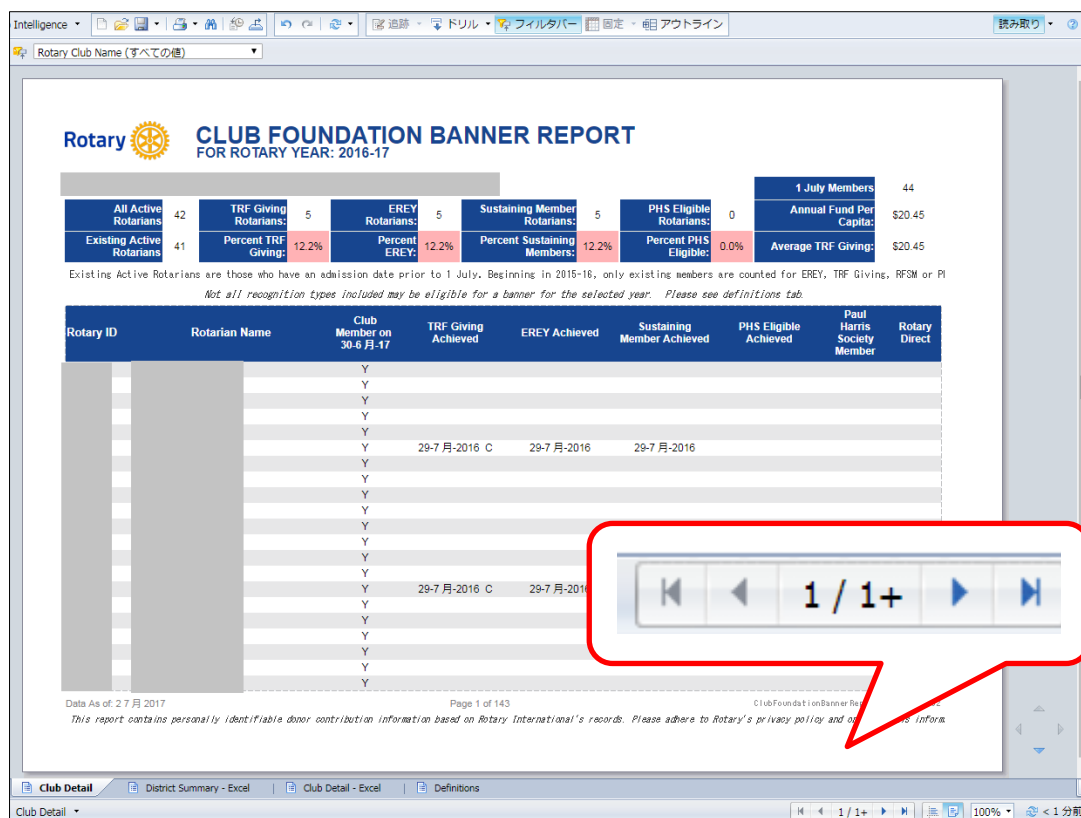 Intelligence 追跡 ドリル フィルタバー 固定 アウトライン 読み取り
Rotary Club Name (すべての値)
Rotary CLUB FOUNDATION BANNER REPORT
FOR ROTARY YEAR: 2016-17
1 July Members 44
All Active Rotarians 42 TRF Giving Rotarians: 5 EREY Rotarians: 5 Sustaining Member Rotarians: 5 PHS Eligible Rotarians: 0 Annual Fund Per Capita: $20.45
Existing Active Rotarians 41 Percent TRF Giving: 12.2% Percent EREY: 12.2% Percent Sustaining Members: 12.2% Percent PHS Eligible: 0.0% Average TRF Giving: $20.45
Existing Active Rotarians are those who have an admission date prior to 1 July. Beginning in 2015-16, only existing members are counted for EREY, TRF Giving, RFSM or
Not all recognition types included may be eligible for a banner for the selected year. Please see definitions tab.
Rotary ID Rotarian Name Club Member on 30-6 月-17 TRF Giving Achieved EREY Achieved Sustaining Member Achieved PHS Eligible Achieved Paul Harris Society Member Rotary Direct
Y
Y
Y
Y
Y
Y 29-7 月-2016 C 29-7 月-2016 29-7 月-2016
Y
Y
Y
Y
Y
Y
Y
Y
Y 29-7 月-2016 C 29-7 月-2016
Y
Y
Y
Y
Y
Y
1 / 1+
Data As of: 2 7 月 2017 Page 1 of 143 ClubFoundationBannerRe
This report contains personally identifiable donor contribution information based on Rotary International's records. Please adhere to Rotary's privacy policy and
Club Detail District Summary - Excel Club Detail - Excel Definitions
Club Detail 1 / 1+ 100% < 1 分前